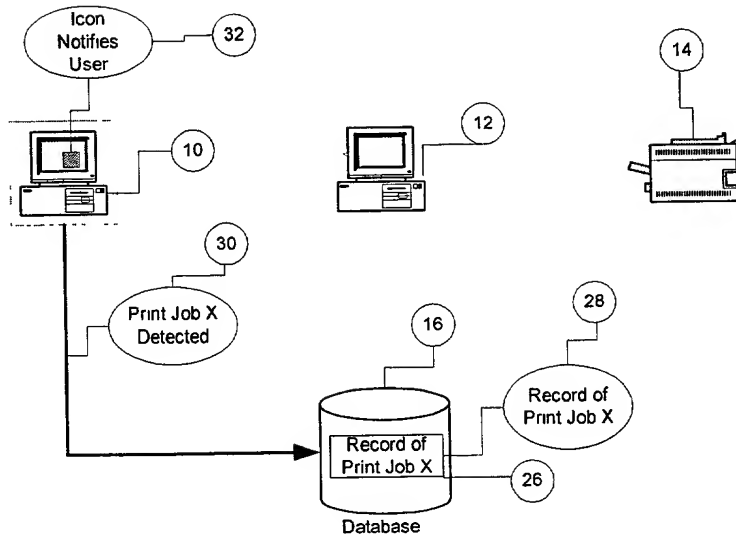 Icon
Notifies
User
32
14
12
10
30
Print Job X
Detected
28
16
Record of
Print Job X
Record of
Print Job X
26
Database